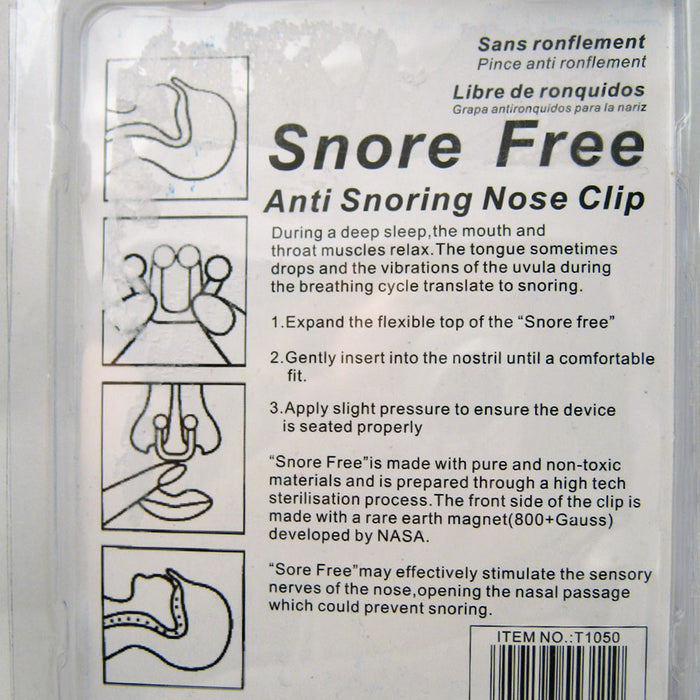 Sans ronflement
Pince anti ronflement
Libre de ronquidos
Grapa antironquidos para la nariz
Snore Free
Anti Snoring Nose Clip
During a deep sleep,the mouth and
throat muscles relax.The tongue sometimes
drops and the vibrations of the uvula during
the breathing cycle translate to snoring.
1.Expand the flexible top of the “Snore free”
2.Gently insert into the nostril until a comfortable
fit.
3.Apply slight pressure to ensure the device
is seated properly
“Snore Free”is made with pure and non-toxic
materials and is prepared through a high tech
sterilisation process.The front side of the clip is
made with a rare earth magnet(800+Gauss)
developed by NASA.
“Sore Free”may effectively stimulate the sensory
nerves of the nose,opening the nasal passage
which could prevent snoring.
ITEM NO.:T1050